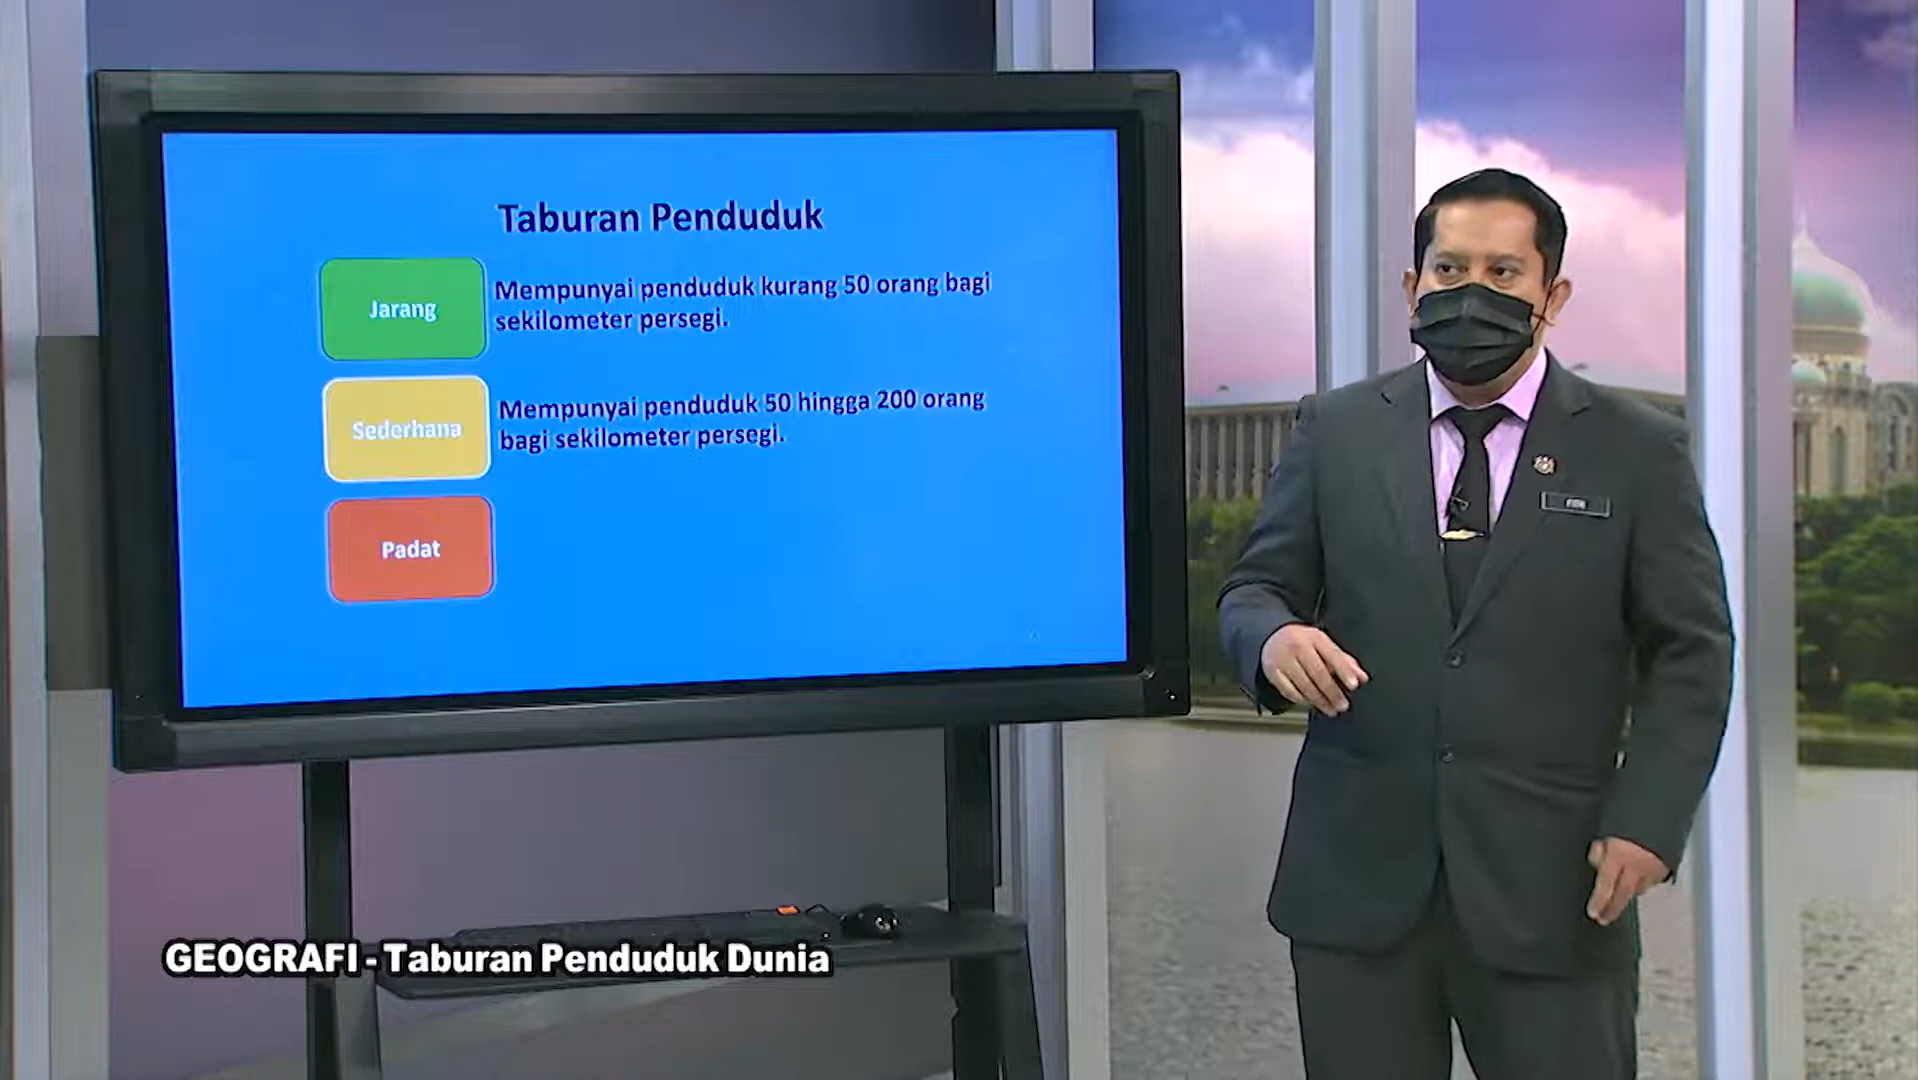 Taburan Penduduk
Jarang
Mempunyai penduduk kurang 50 orang bagi
sekilometer persegi.
Sederhana
Mempunyai penduduk 50 hingga 200 orang
bagi sekilometer persegi.
Padat
GEOGRAFI - Taburan Penduduk Dunia